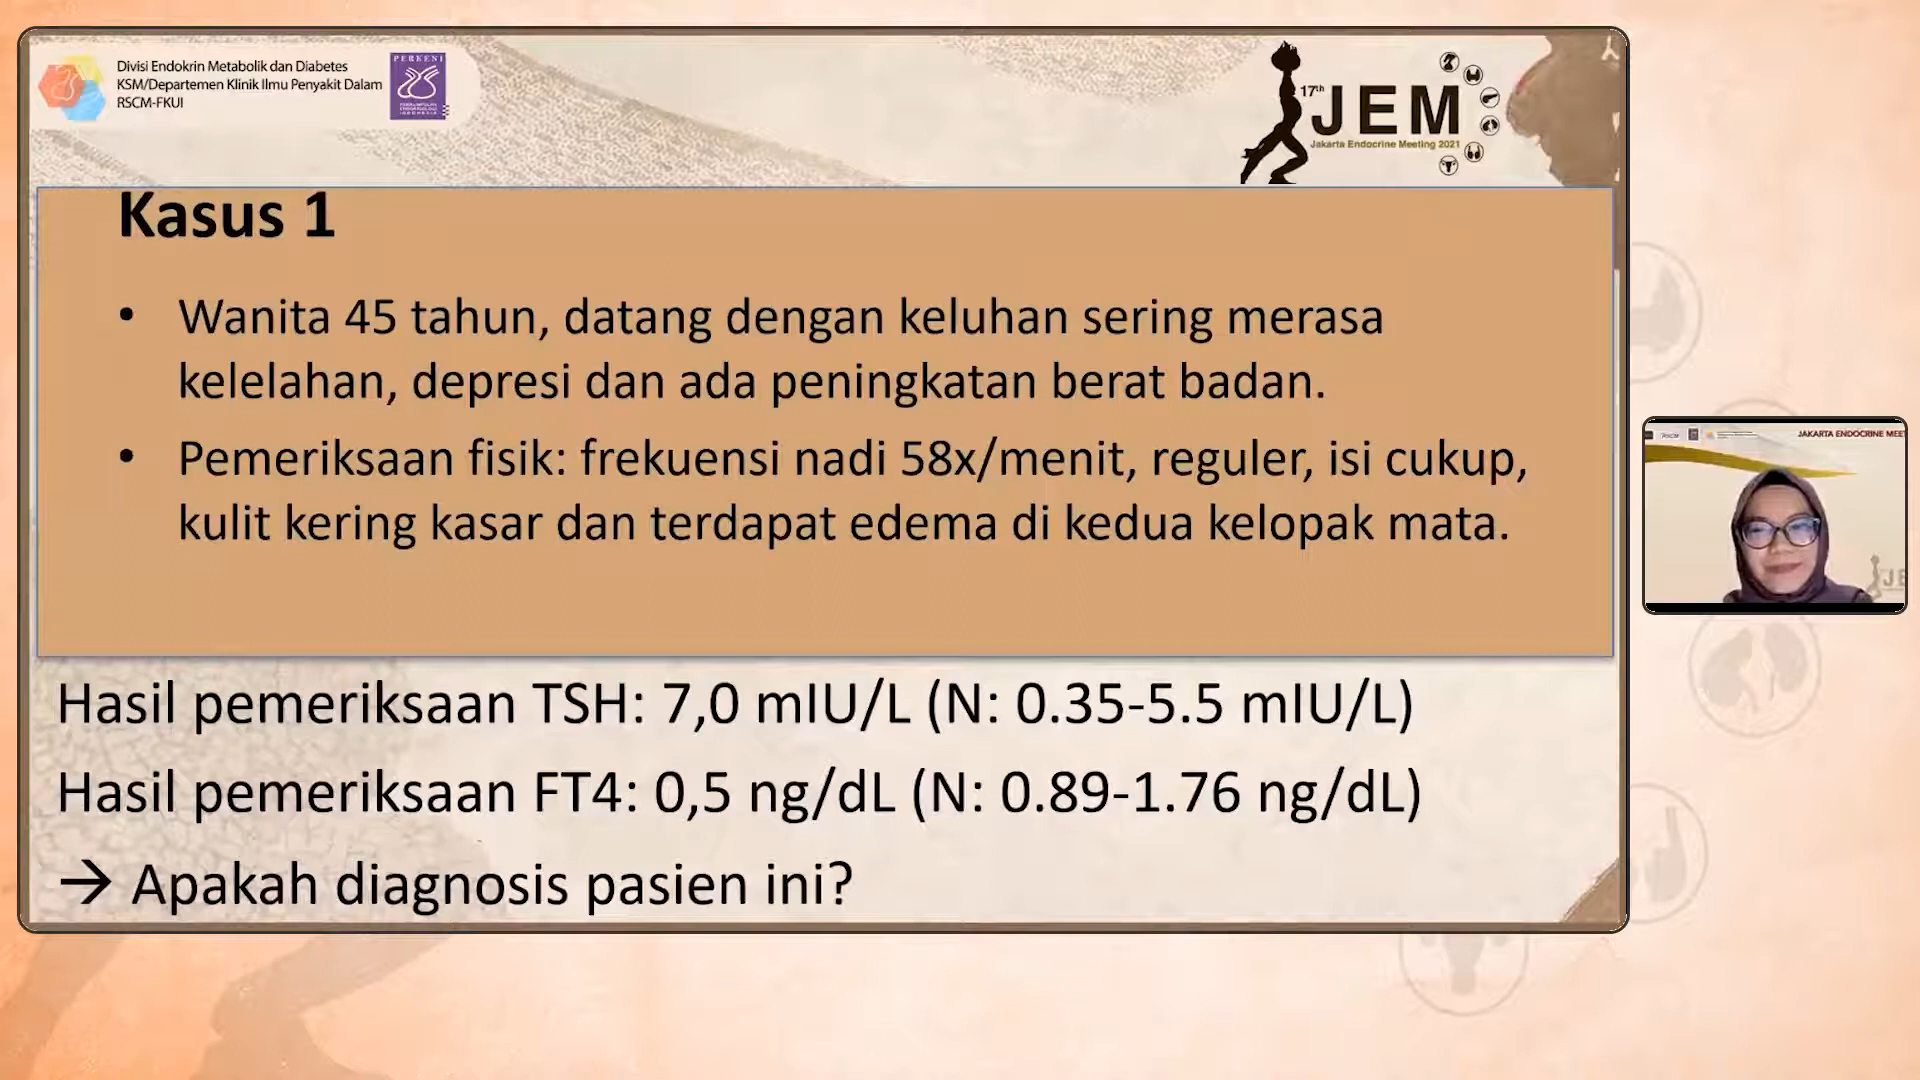 Divisi Endokrin Metabolik dan Diabetes
KSM/Departemen Klinik Ilmu Penyakit Dalam
RSCM-FKUI
PERKENI
17th
JEM
Jakarta Endocrine Meeting 2021
Kasus 1
• Wanita 45 tahun, datang dengan keluhan sering merasa
kelelahan, depresi dan ada peningkatan berat badan.
• Pemeriksaan fisik: frekuensi nadi 58x/menit, reguler, isi cukup,
kulit kering kasar dan terdapat edema di kedua kelopak mata.
Hasil pemeriksaan TSH: 7,0 mIU/L (N: 0.35-5.5 mIU/L)
Hasil pemeriksaan FT4: 0,5 ng/dL (N: 0.89-1.76 ng/dL)
→ Apakah diagnosis pasien ini?
JAKARTA ENDOCRINE MEE